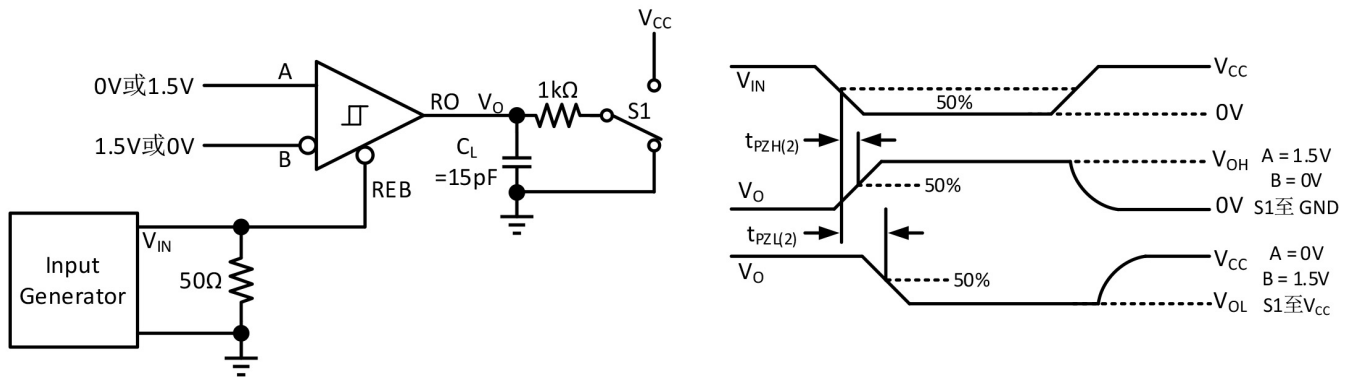 V_CC
0V或1.5V
A
1.5V或0V
B
RO
V_O
1kΩ
S1
C_L
=15pF
REB
V_IN
50Ω
Input
Generator
V_IN
50%
V_CC
0V
t_PZH(2)
V_O
50%
V_OH
0V
A = 1.5V
B = 0V
S1至 GND
t_PZL(2)
V_O
50%
V_CC
V_OL
A = 0V
B = 1.5V
S1至V_CC